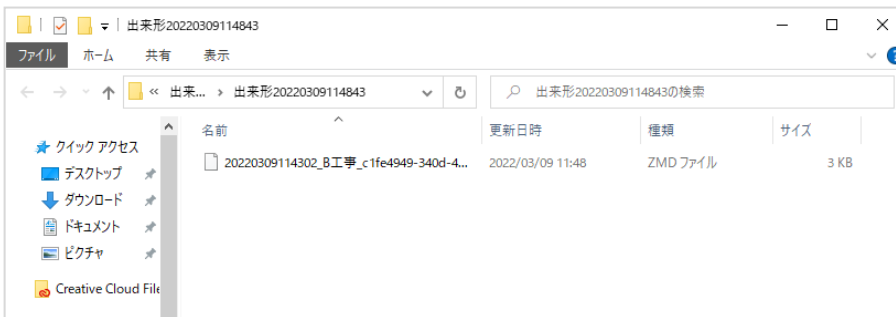 出来形20220309114843
ファイル ホーム 共有 表示
« 出来... › 出来形20220309114843 出来形20220309114843の検索
名前 更新日時 種類 サイズ
クイック アクセス
20220309114302_B工事_c1fe4949-340d-4... 2022/03/09 11:48 ZMD ファイル 3 KB
デスクトップ
ダウンロード
ドキュメント
ピクチャ
Creative Cloud File